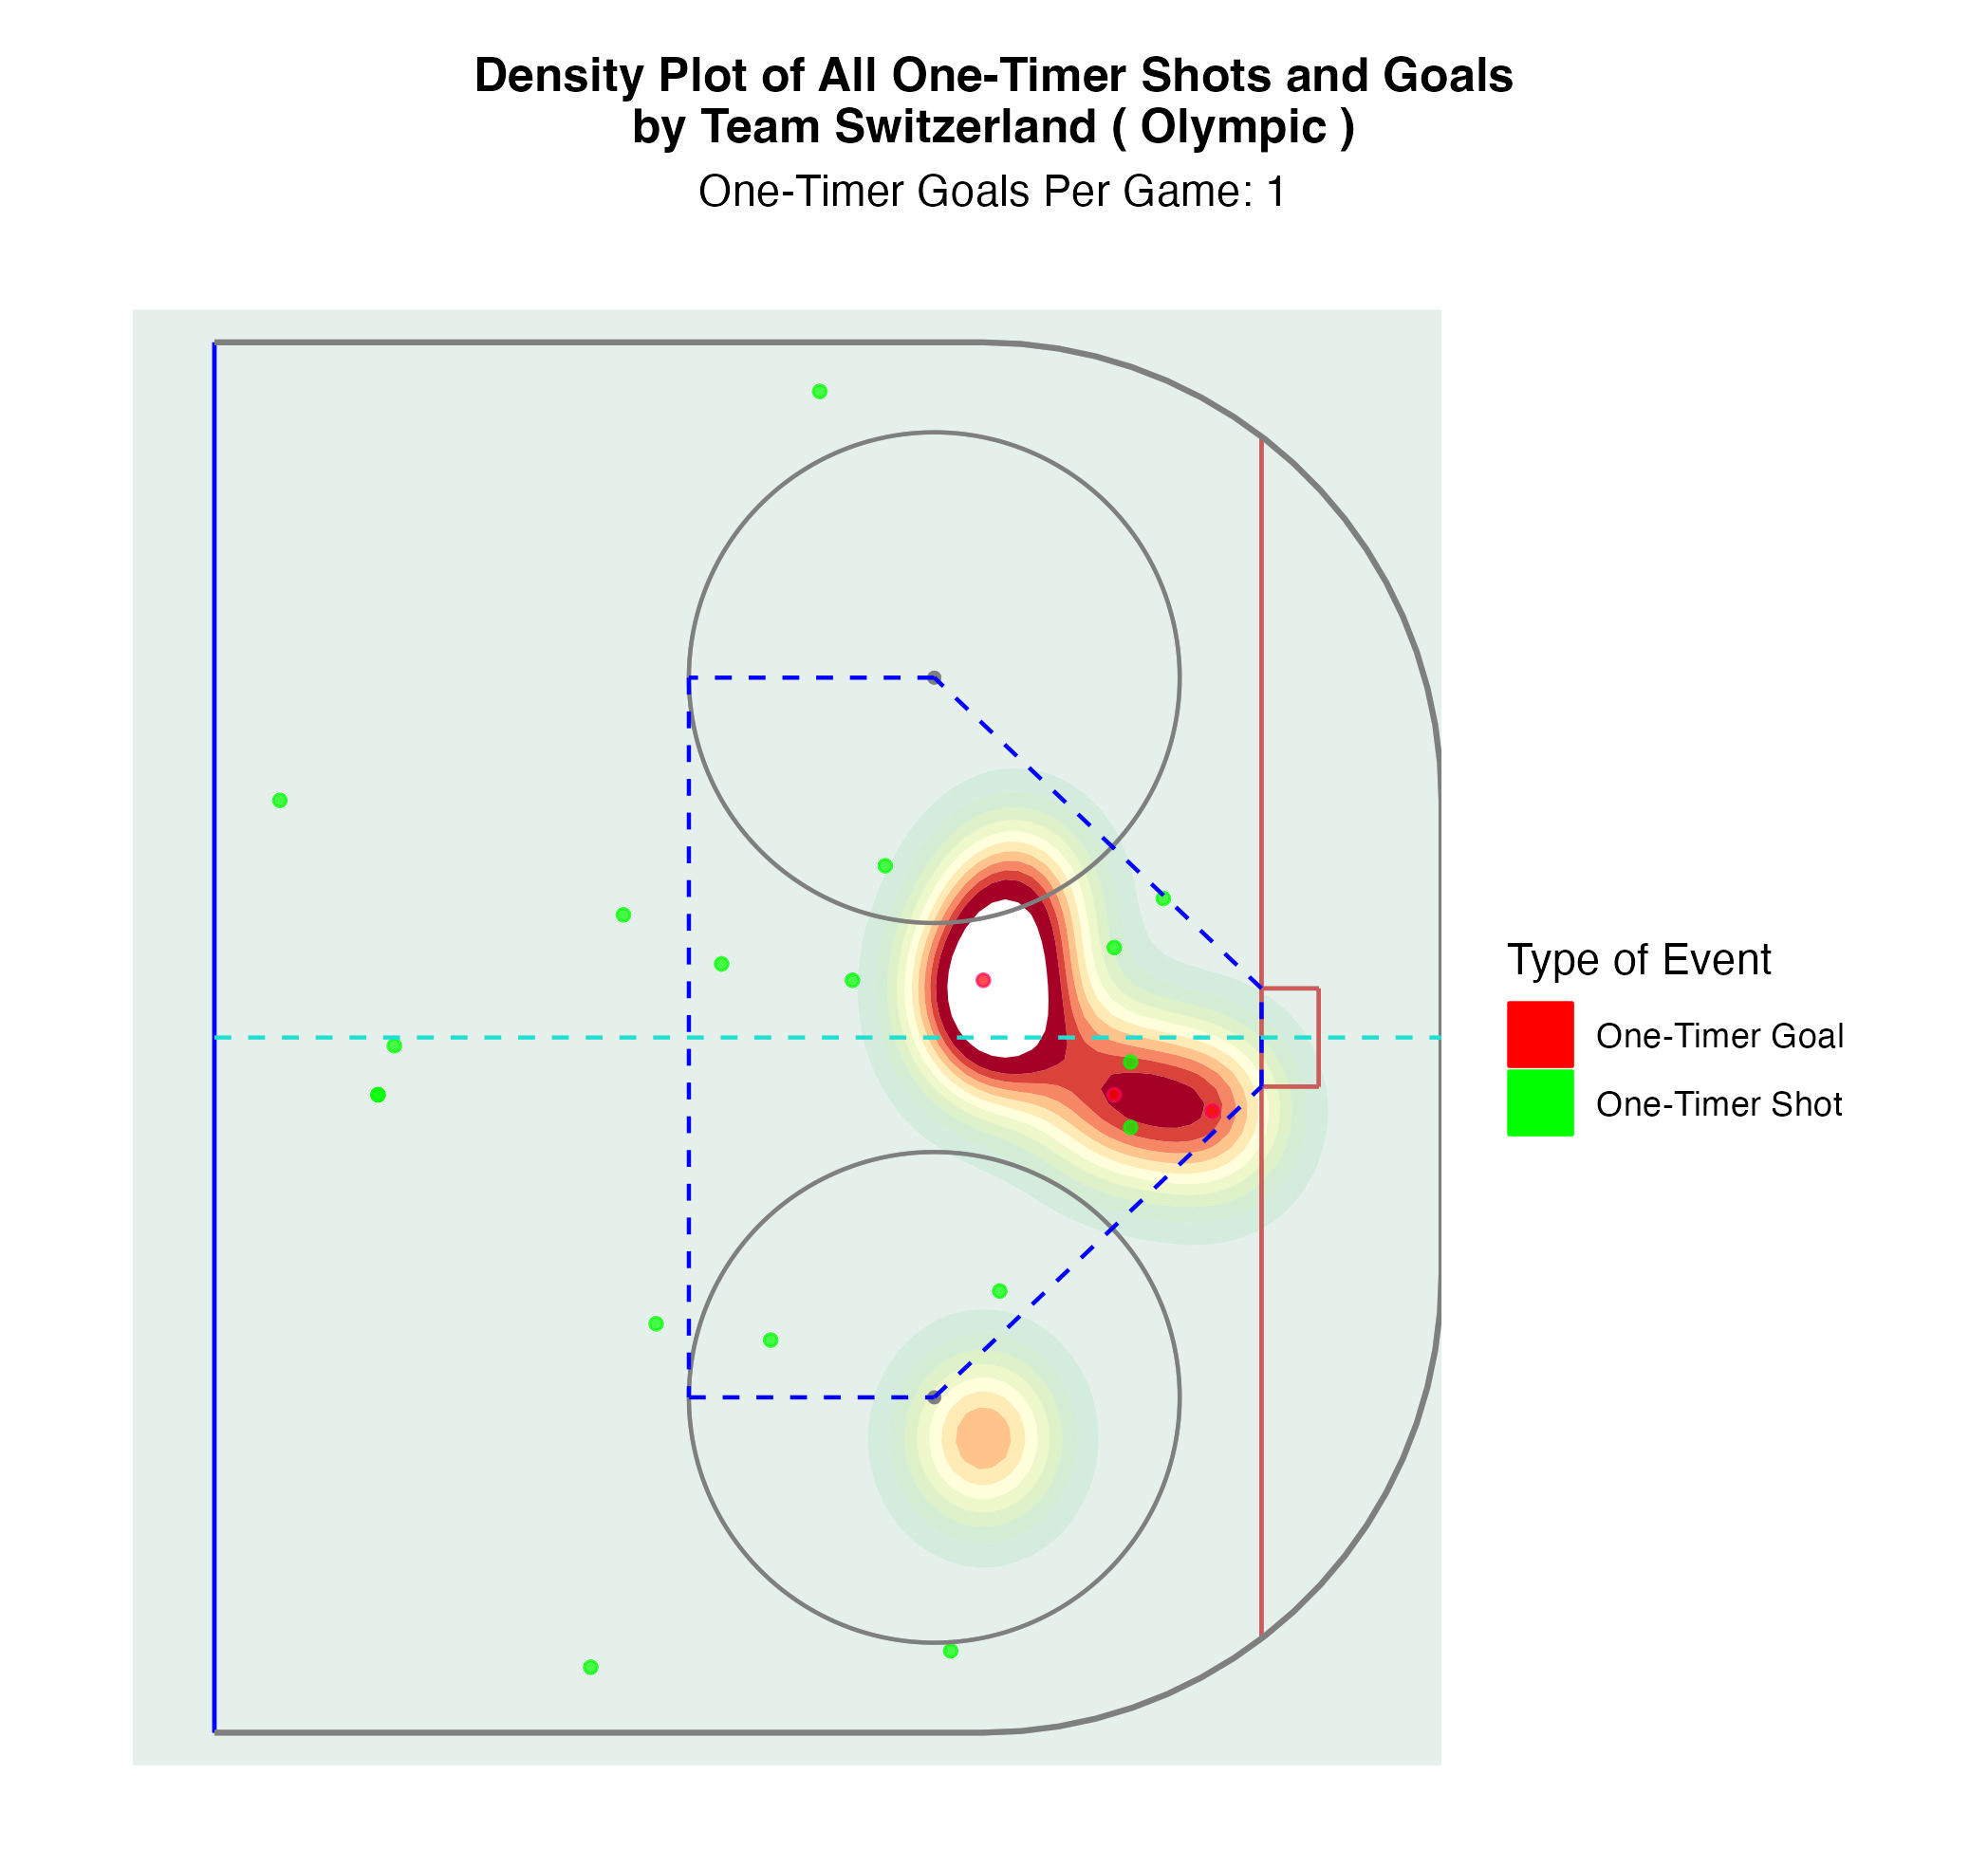 Density Plot of All One-Timer Shots and Goals
by Team Switzerland ( Olympic )
One-Timer Goals Per Game: 1
Type of Event
One-Timer Goal
One-Timer Shot